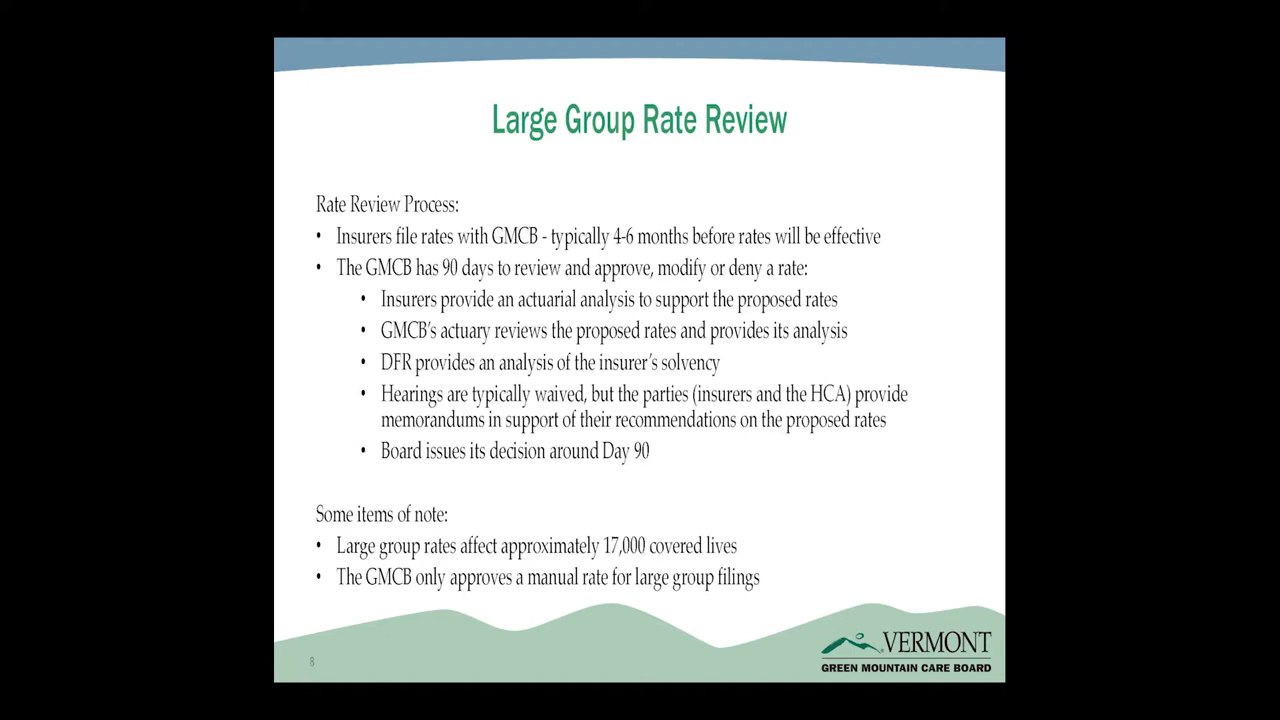 Large Group Rate Review
Rate Review Process:
• Insurers file rates with GMCB - typically 4-6 months before rates will be effective
• The GMCB has 90 days to review and approve, modify or deny a rate:
• Insurers provide an actuarial analysis to support the proposed rates
• GMCB's actuary reviews the proposed rates and provides its analysis
• DFR provides an analysis of the insurer's solvency
• Hearings are typically waived, but the parties (insurers and the HCA) provide
memorandums in support of their recommendations on the proposed rates
• Board issues its decision around Day 90
Some items of note:
• Large group rates affect approximately 17,000 covered lives
• The GMCB only approves a manual rate for large group filings
8
VERMONT
GREEN MOUNTAIN CARE BOARD